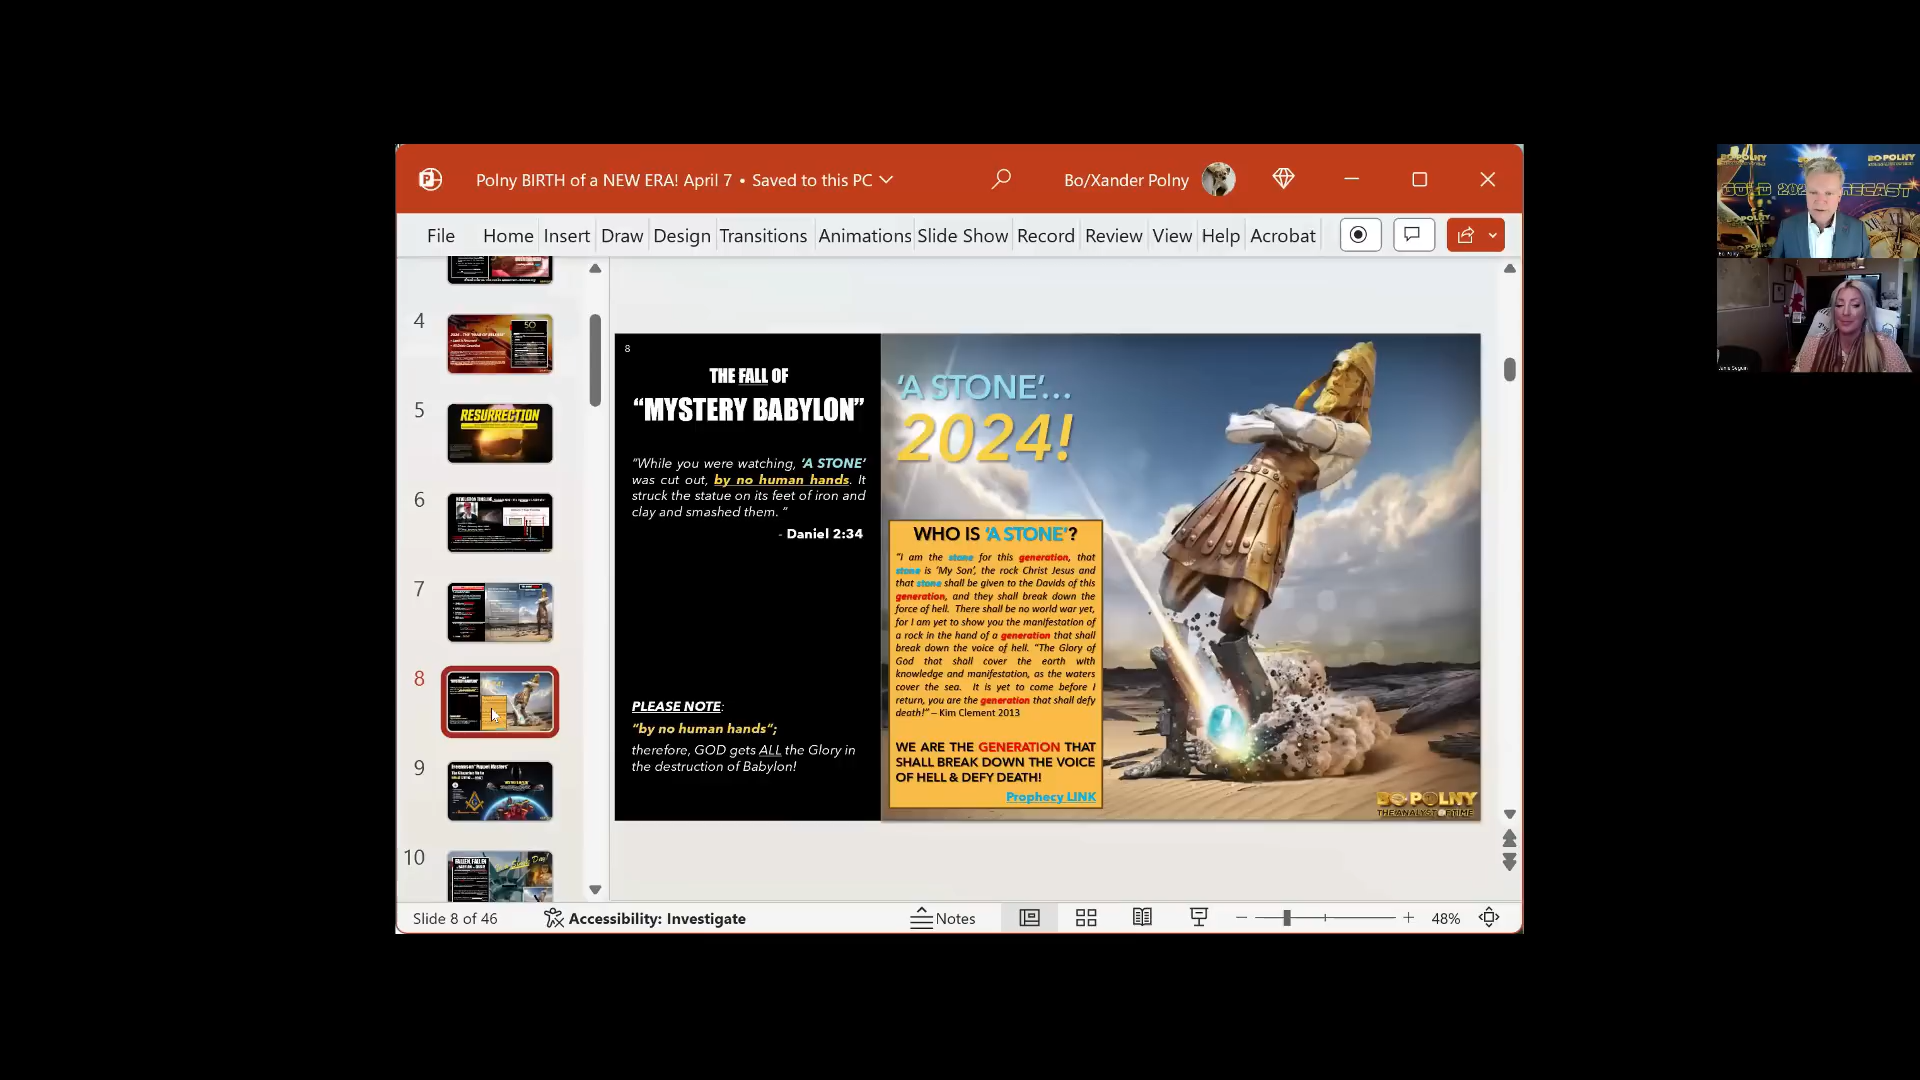 Polny BIRTH of a NEW ERA! April 7 • Saved to this PC
Bo/Xander Polny
File Home Insert Draw Design Transitions Animations Slide Show Record Review View Help Acrobat
4
5
RESURRECTION
6
7
8
9
10
8
THE FALL OF
“MYSTERY BABYLON”
“While you were watching, ‘A STONE’
was cut out, by no human hands. It
struck the statue on its feet of iron and
clay and smashed them. ”
- Daniel 2:34
PLEASE NOTE:
“by no human hands”;
therefore, GOD gets ALL the Glory in
the destruction of Babylon!
‘A STONE’...
2024!
WHO IS ‘A STONE’?
“I am the stone for this generation, that
stone is ‘My Son’, the rock Christ Jesus and
that stone shall be given to the Davids of this
generation, and they shall break down the
force of hell. There shall be no world war yet,
for I am yet to show you the manifestation of
a rock in the hand of a generation that shall
break down the voice of hell. “The Glory of
God that shall cover the earth with
knowledge and manifestation, as the waters
cover the sea. It is yet to come before I
return, you are the generation that shall defy
death!” – Kim Clement 2013
WE ARE THE GENERATION THAT
SHALL BREAK DOWN THE VOICE
OF HELL & DEFY DEATH!
Prophecy LINK
BO POLNY
THE ANALYST OF TIME
Slide 8 of 46
Accessibility: Investigate
Notes
48%
BO POLNY
Bo Polny
Janie Seguin